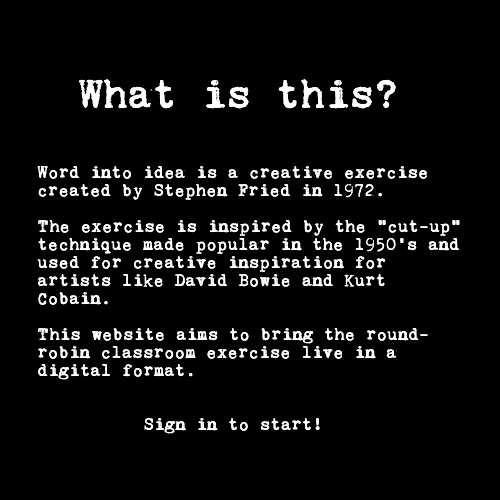 What is this?
Word into idea is a creative exercise
created by Stephen Fried in 1972.
The exercise is inspired by the "cut-up"
technique made popular in the 1950's and
used for creative inspiration for
artists like David Bowie and Kurt
Cobain.
This website aims to bring the round-
robin classroom exercise live in a
digital format.
Sign in to start!